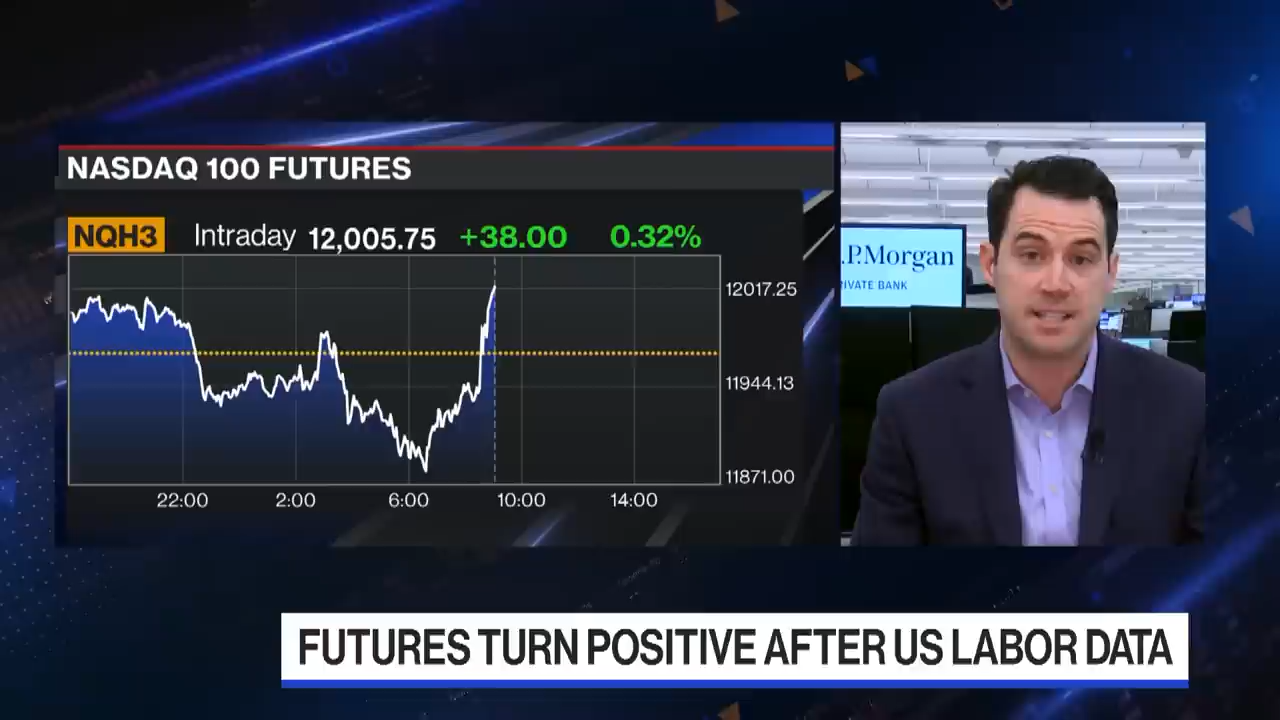 NASDAQ 100 FUTURES
NQH3 Intraday 12,005.75 +38.00 0.32%
12017.25
11944.13
11871.00
22:00 2:00 6:00 10:00 14:00
.P.Morgan
IVATE BANK
FUTURES TURN POSITIVE AFTER US LABOR DATA